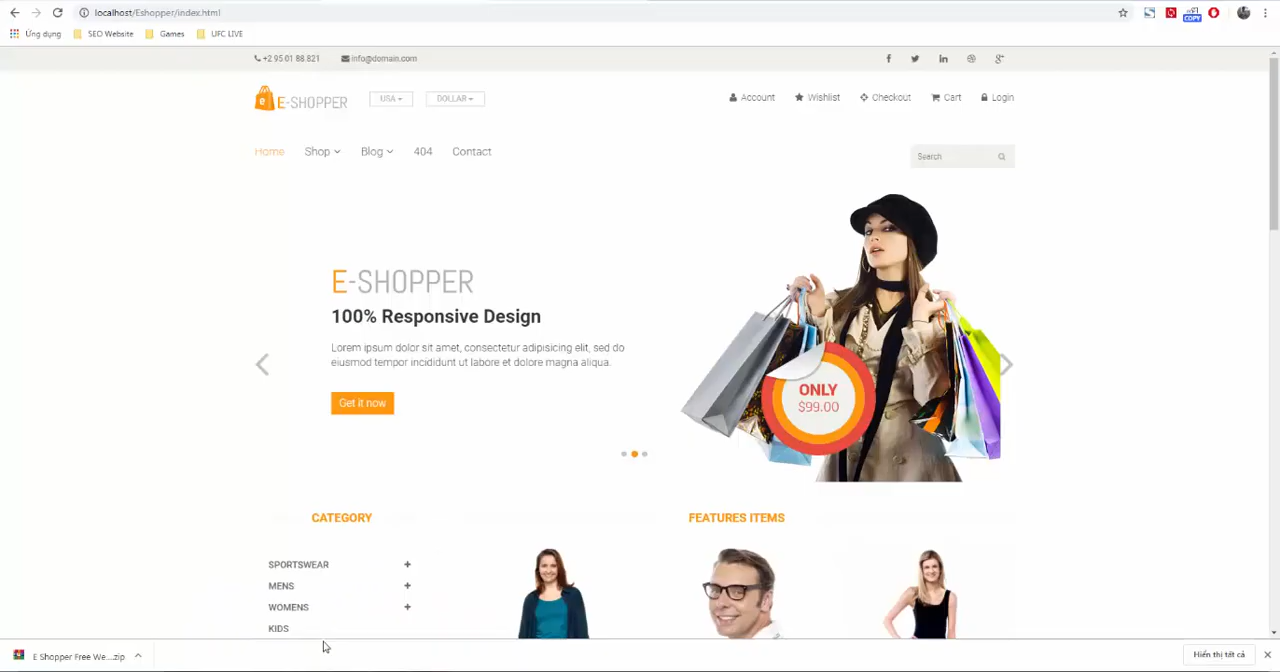 localhost/Eshopper/index.html
COPY
Ứng dụng SEO Website Games UFC LIVE
+2 95 01 88 821 info@domain.com
E-SHOPPER USA DOLLAR Account Wishlist Checkout Cart Login
Home Shop Blog 404 Contact
Search
E-SHOPPER
100% Responsive Design
Lorem ipsum dolor sit amet, consectetur adipisicing elit, sed do
eiusmod tempor incididunt ut labore et dolore magna aliqua.
Get it now
ONLY
$99.00
CATEGORY
FEATURES ITEMS
SPORTSWEAR
MENS
WOMENS
KIDS
E Shopper Free We....zip
Hiển thị tất cả